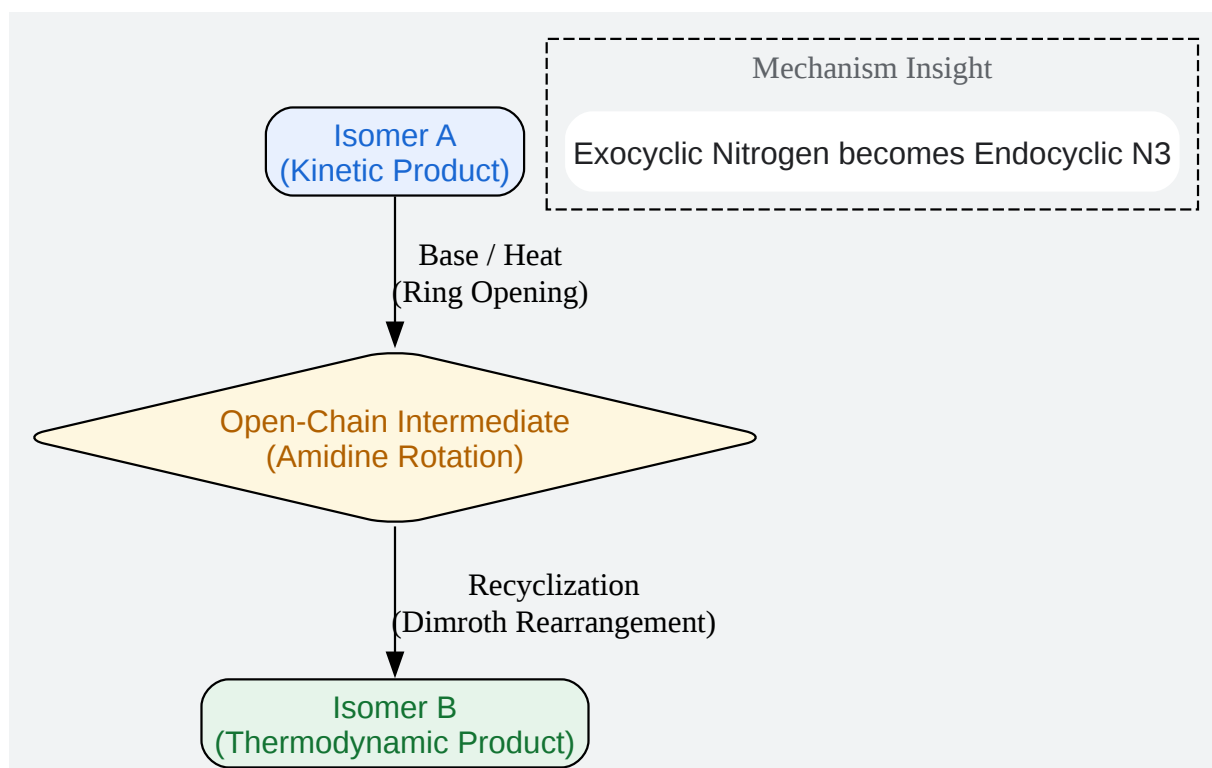 Mechanism Insight
Exocyclic Nitrogen becomes Endocyclic N3
Isomer A
(Kinetic Product)
Base / Heat
(Ring Opening)
Open-Chain Intermediate
(Amidine Rotation)
Recyclization
(Dimroth Rearrangement)
Isomer B
(Thermodynamic Product)